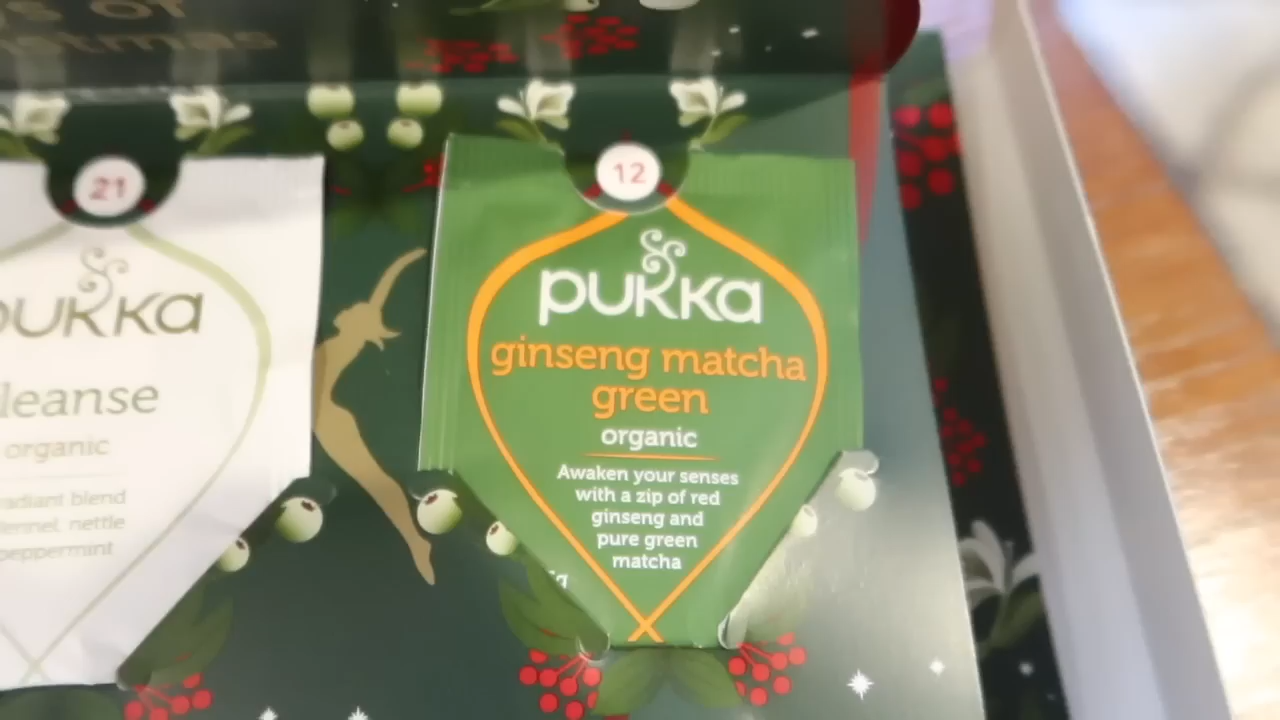 21
pukka
leanse
organic
radiant blend
fennel, nettle
peppermint
12
pukka
ginseng matcha
green
organic
Awaken your senses
with a zip of red
ginseng and
pure green
matcha